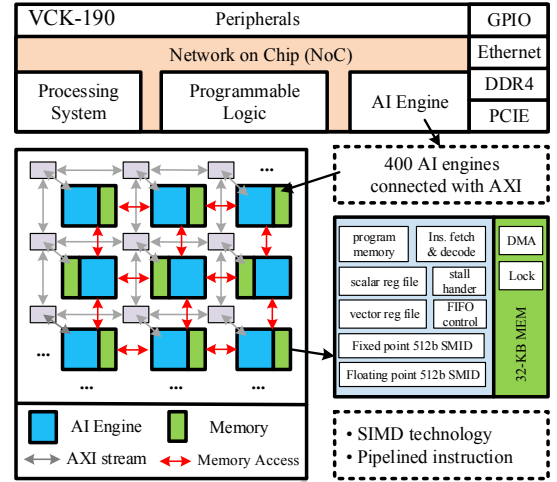 VCK-190
Peripherals
GPIO
Network on Chip (NoC)
Ethernet
Processing
System
Programmable
Logic
AI Engine
DDR4
PCIE
...
400 AI engines
connected with AXI
program
memory
Ins. fetch
& decode
DMA
scalar reg file
stall
hander
Lock
vector reg file
FIFO
control
Fixed point 512b SMID
Floating point 512b SMID
32-KB MEM
...
...
...
...
...
AI Engine
Memory
AXI stream
Memory Access
• SIMD technology
• Pipelined instruction